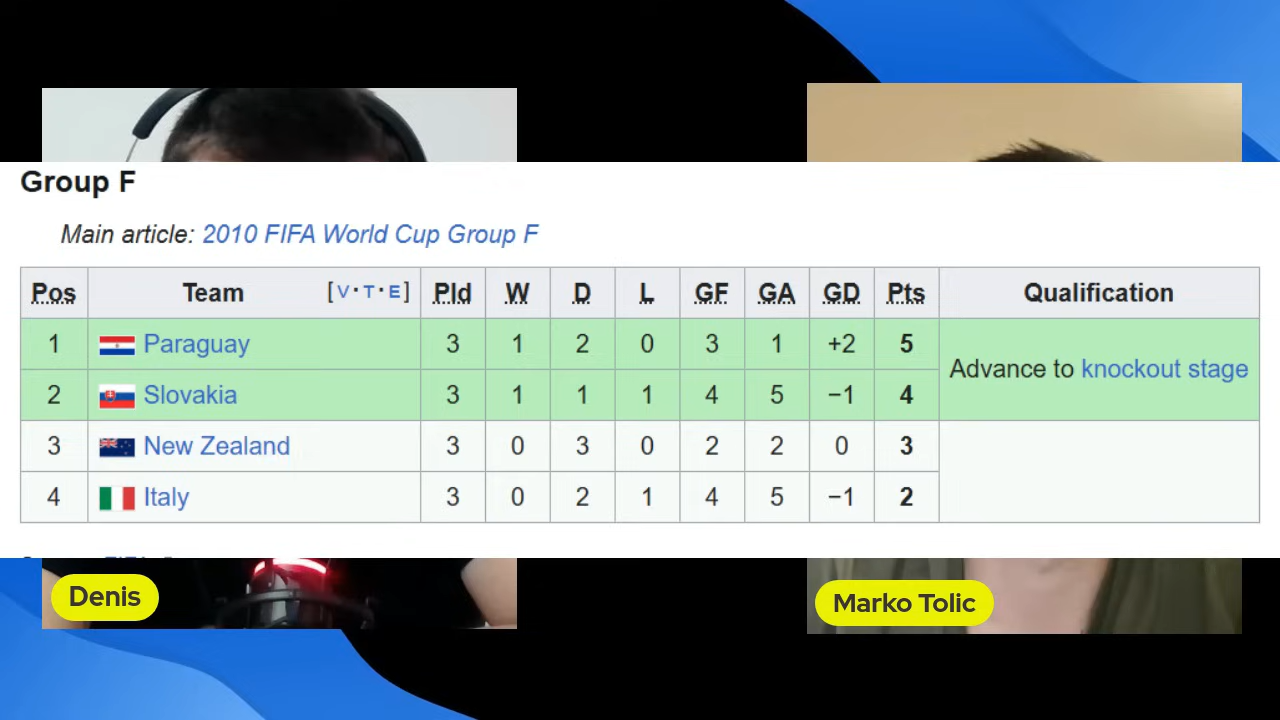 Group F
Main article: 2010 FIFA World Cup Group F
Pos Team [V·T·E] Pld W D L GF GA GD Pts Qualification
1 Paraguay 3 1 2 0 3 1 +2 5 Advance to knockout stage
2 Slovakia 3 1 1 1 4 5 −1 4
3 New Zealand 3 0 3 0 2 2 0 3
4 Italy 3 0 2 1 4 5 −1 2
Denis
Marko Tolic